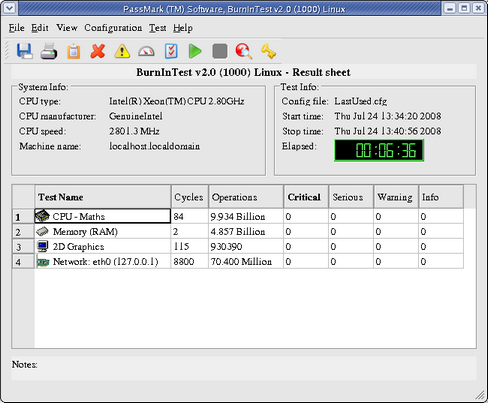 PassMark (TM) Software, BurnInTest v2.0 (1000) Linux
File Edit View Configuration Test Help
BurnInTest v2.0 (1000) Linux - Result sheet
System Info:
CPU type: Intel(R) Xeon(TM) CPU 2.80GHz
CPU manufacturer: GenuineIntel
CPU speed: 2801.3 MHz
Machine name: localhost.localdomain
Test Info:
Config file: LastUsed.cfg
Start time: Thu Jul 24 13:34:20 2008
Stop time: Thu Jul 24 13:40:56 2008
Elapsed: 00:06:36
Test Name Cycles Operations Critical Serious Warning Info
1 CPU - Maths 84 9.934 Billion 0 0 0 0
2 Memory (RAM) 2 4.857 Billion 0 0 0 0
3 2D Graphics 115 930390 0 0 0 0
4 Network: eth0 (127.0.0.1) 8800 70.400 Million 0 0 0 0
Notes: